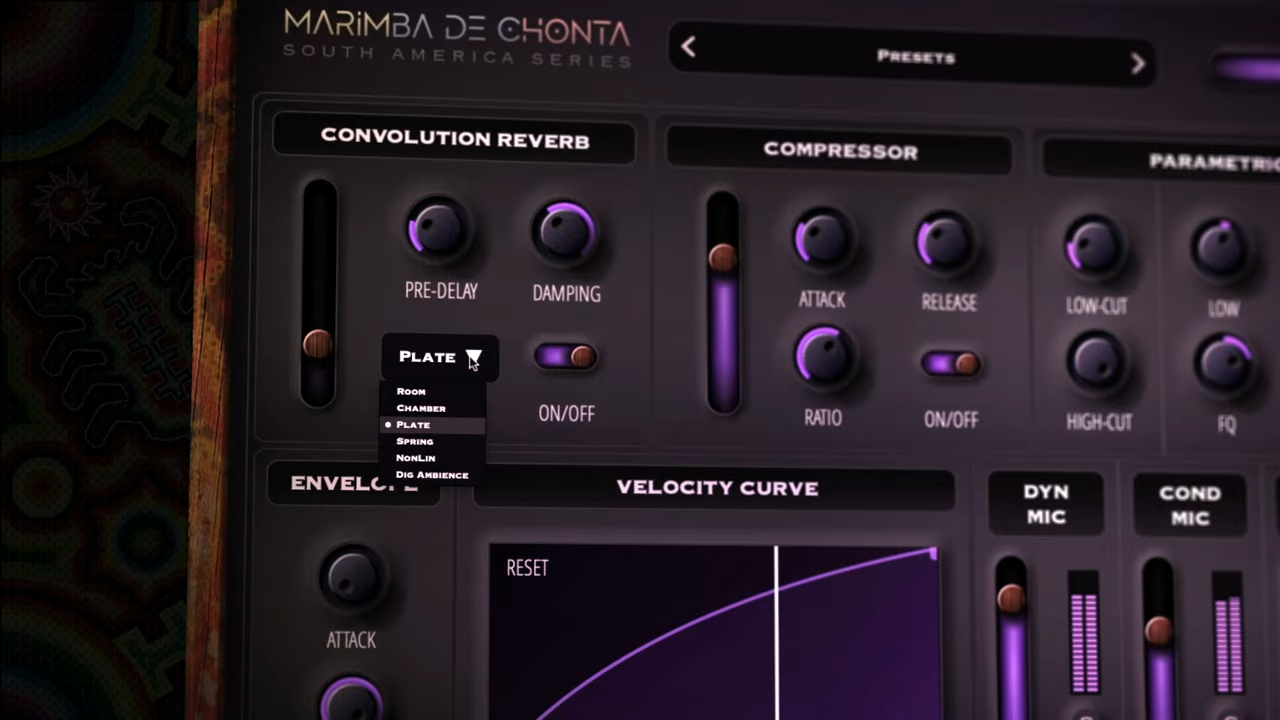 MARIMBA DE CHONTA
SOUTH AMERICA SERIES
PRESETS
CONVOLUTION REVERB
COMPRESSOR
PARAMETRIC
PRE-DELAY
DAMPING
ATTACK
RELEASE
LOW-CUT
LOW
PLATE
ROOM
CHAMBER
PLATE
SPRING
NONLIN
DIG AMBIENCE
ON/OFF
RATIO
ON/OFF
HIGH-CUT
FQ
ENVELOPE
VELOCITY CURVE
DYN
MIC
COND
MIC
RESET
ATTACK